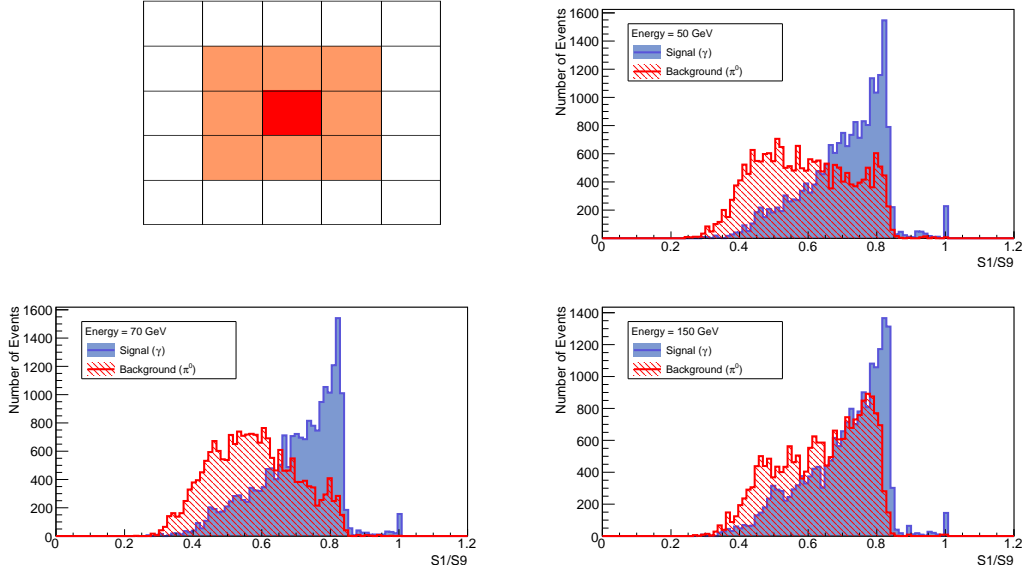 Number of Events
1600
1400
1200
1000
800
600
400
200
0
Energy = 50 GeV
Signal (γ)
Background (π⁰)
0 0.2 0.4 0.6 0.8 1 1.2
S1/S9
Number of Events
1600
1400
1200
1000
800
600
400
200
0
Energy = 70 GeV
Signal (γ)
Background (π⁰)
0 0.2 0.4 0.6 0.8 1 1.2
S1/S9
Number of Events
1400
1200
1000
800
600
400
200
0
Energy = 150 GeV
Signal (γ)
Background (π⁰)
0 0.2 0.4 0.6 0.8 1 1.2
S1/S9